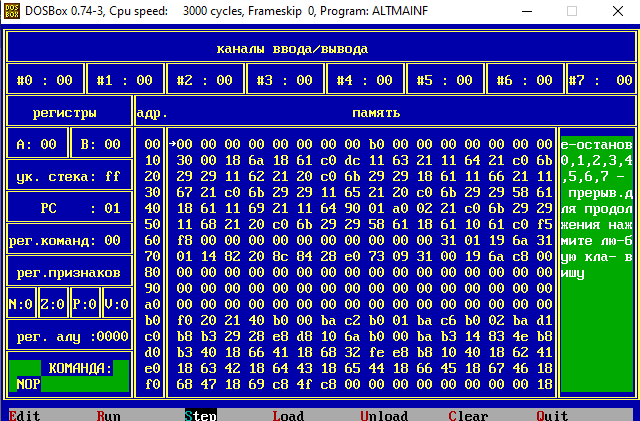 DOSBox 0.74-3, Cpu speed: 3000 cycles, Frameskip 0, Program: ALTMAINF
каналы ввода/вывода
#0 : 00 #1 : 00 #2 : 00 #3 : 00 #4 : 00 #5 : 00 #6 : 00 #7 : 00
регистры адр. память
A: 00 B: 00
ук. стека: ff
PC : 01
рег.команд: 00
рег.признаков
N:0 Z:0 P:0 V:0
рег. алу :0000
КОМАНДА:
NOP
00 →00 00 00 00 00 00 00 00 b0 00 00 00 00 00 00 00
10 30 00 18 6a 18 61 c0 dc 11 63 21 11 64 21 c0 6b
20 29 29 11 62 21 20 c0 6b 29 29 18 61 11 66 21 11
30 67 21 c0 6b 29 29 11 65 21 20 c0 6b 29 29 58 61
40 18 61 11 69 21 11 64 90 01 a0 02 21 c0 6b 29 29
50 11 68 21 20 c0 6b 29 29 58 61 18 61 10 61 c0 f5
60 f8 00 00 00 00 00 00 00 00 00 00 31 01 19 6a 31
70 01 14 82 20 8c 84 28 e0 73 09 31 00 19 6a c8 00
80 00 00 00 00 00 00 00 00 00 00 00 00 00 00 00 00
90 00 00 00 00 00 00 00 00 00 00 00 00 00 00 00 00
a0 00 00 00 00 00 00 00 00 00 00 00 00 00 00 00 00
b0 f0 20 21 40 b0 00 ba c2 b0 01 ba c6 b0 02 ba d1
c0 b8 b3 29 28 e8 d8 10 6a b0 00 ba b3 14 83 4e b8
d0 b3 40 18 66 41 18 68 32 fe e8 b8 10 40 18 62 41
e0 18 63 42 18 64 43 18 65 44 18 66 45 18 67 46 18
f0 68 47 18 69 c8 4f c8 00 00 00 00 00 00 00 00 18
е-останов
0,1,2,3,4
,5,6,7 -
прерыв.д
ля продол
жения наж
мите лю-б
ую кла- в
ишу
Edit Run Step Load Unload Clear Quit